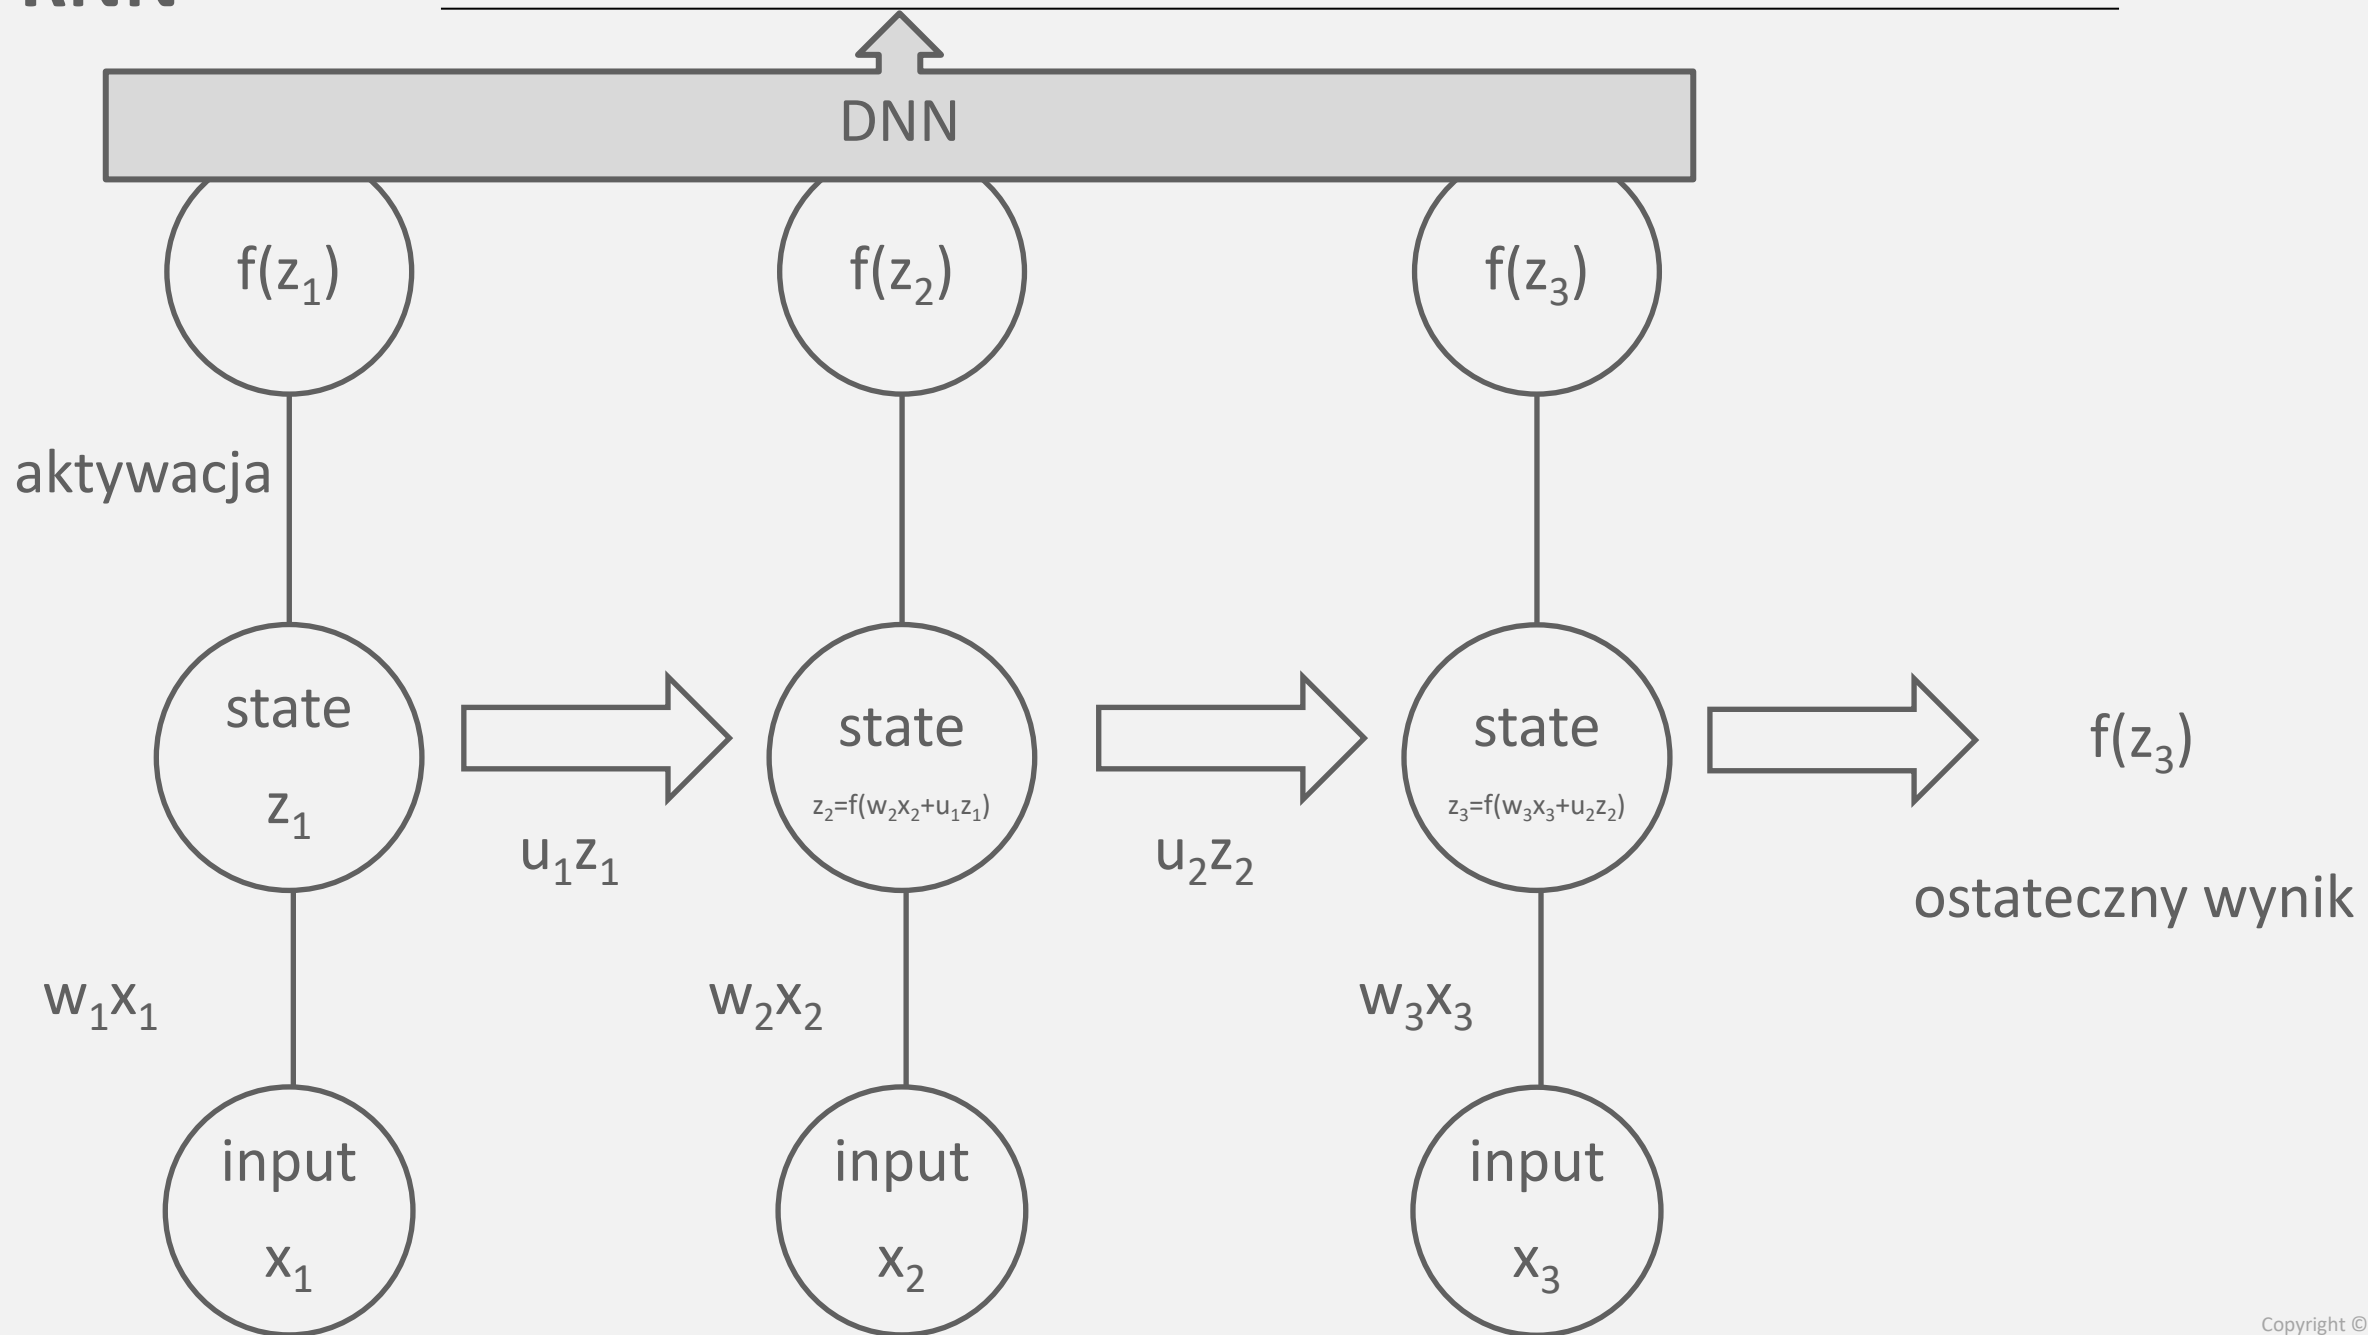 RNN
DNN
f(z₁)
f(z₂)
f(z₃)
aktywacja
state
z₁
state
z₂=f(w₂x₂+u₁z₁)
state
z₃=f(w₃x₃+u₂z₂)
f(z₃)
u₁z₁
u₂z₂
ostateczny wynik
w₁x₁
w₂x₂
w₃x₃
input
x₁
input
x₂
input
x₃
Copyright ©